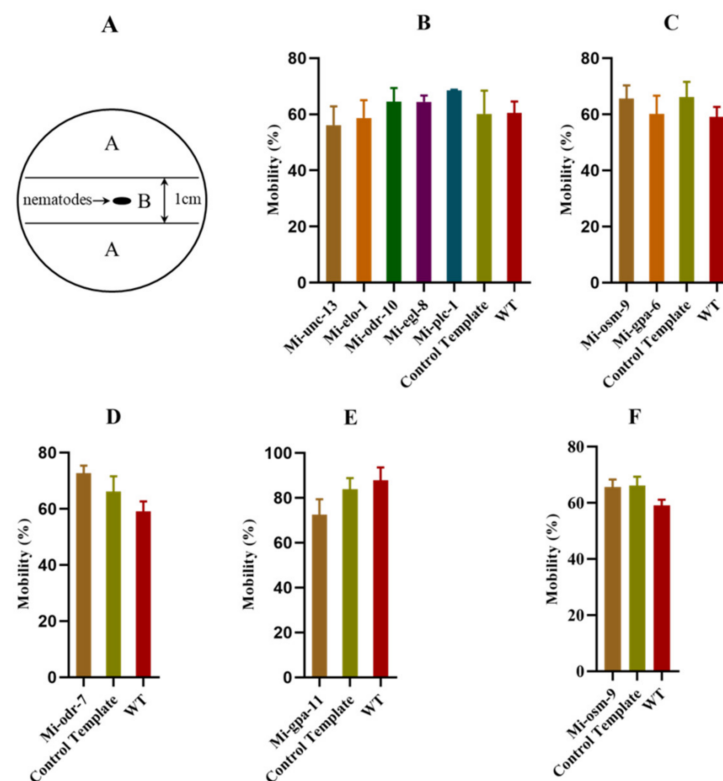 A
A
nematodes
B
1cm
A
B
Mobility (%)
80
60
40
20
0
Mi-unc-13
Mi-elo-1
Mi-odr-10
Mi-egl-8
Mi-plc-1
Control Template
WT
C
Mobility (%)
80
60
40
20
0
Mi-osm-9
Mi-gpa-6
Control Template
WT
D
Mobility (%)
80
60
40
20
0
Mi-odr-7
Control Template
WT
E
Mobility (%)
100
80
60
40
20
0
Mi-gpa-11
Control Template
WT
F
Mobility (%)
80
60
40
20
0
Mi-osm-9
Control Template
WT